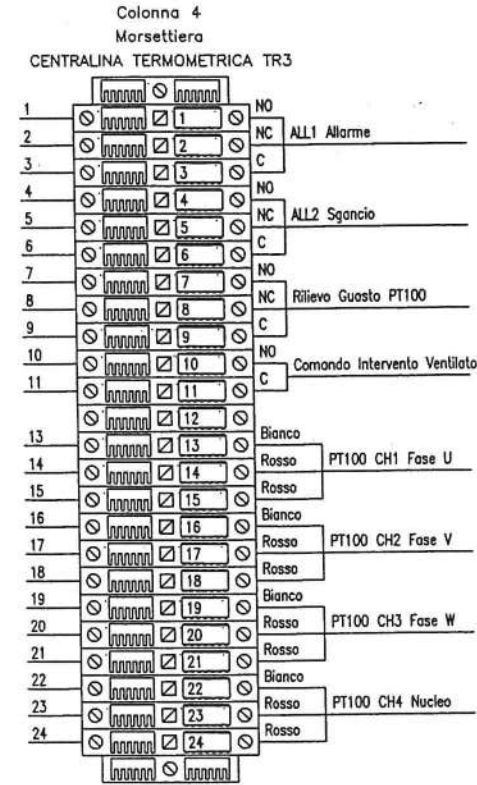 Colonna 4
Morsettiera
CENTRALINA TERMOMETRICA TR3
1 1 NO
2 2 NC ALL1 Allarme
3 3 C
4 4 NO
5 5 NC ALL2 Sgancio
6 6 C
7 7 NO
8 8 NC Rilievo Guasto PT100
9 9 C
10 10 NO
Comando Intervento Ventilato
11 11 C
12
13 13 Bianco
14 14 Rosso PT100 CH1 Fase U
15 15 Rosso
16 16 Bianco
17 17 Rosso PT100 CH2 Fase V
18 18 Rosso
19 19 Bianco
20 20 Rosso PT100 CH3 Fase W
21 21 Rosso
22 22 Bianco
23 23 Rosso PT100 CH4 Nucleo
24 24 Rosso